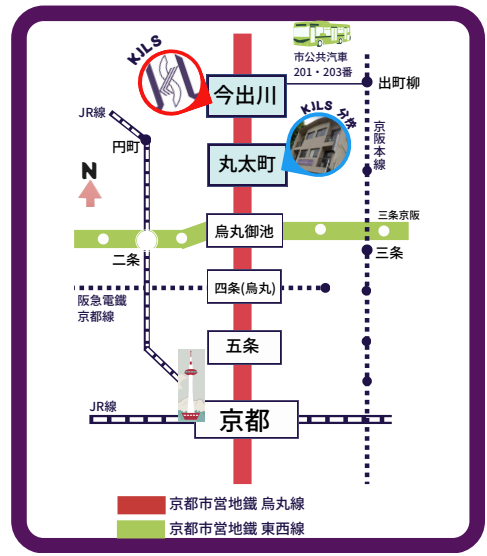 KJLS
市公共汽車
201・203番
出町柳
今出川
JR線
KJLS 分校
円町
丸太町
京阪本線
N
烏丸御池
三条京阪
二条
三条
四条(烏丸)
阪急電鐵
京都線
五条
JR線
京都
京都市営地鐵 烏丸線
京都市営地鐵 東西線